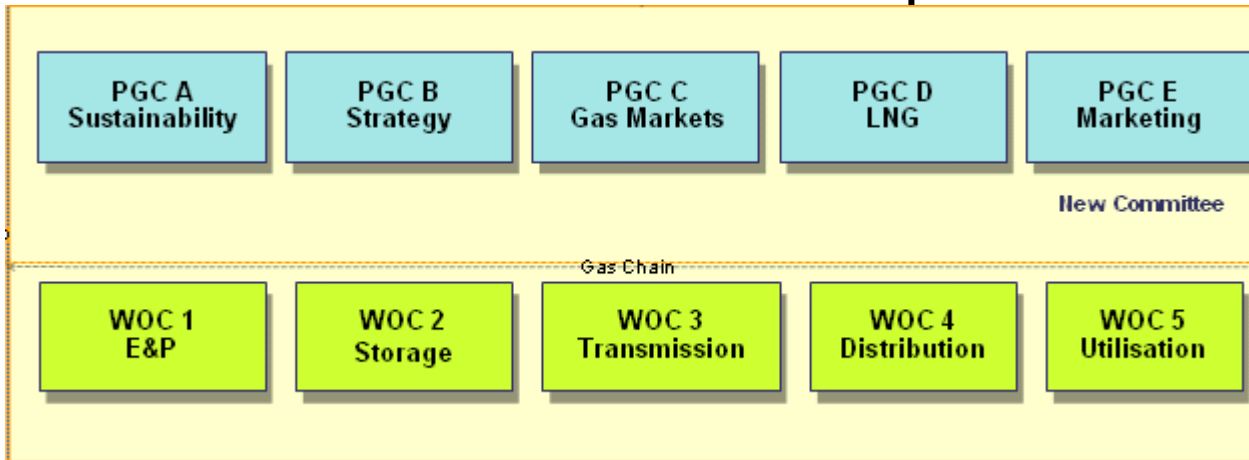 PGC A
Sustainability
PGC B
Strategy
PGC C
Gas Markets
PGC D
LNG
PGC E
Marketing
New Committee
Gas Chain
WOC 1
E&P
WOC 2
Storage
WOC 3
Transmission
WOC 4
Distribution
WOC 5
Utilisation